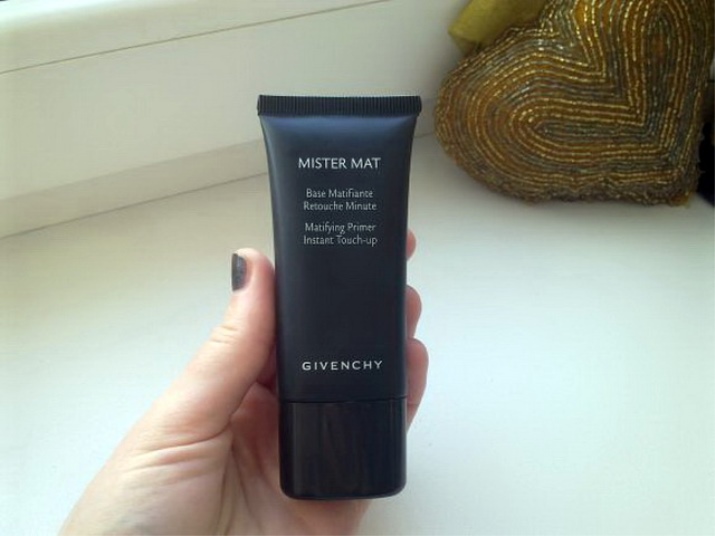 MISTER MAT
Base Matifiante
Retouche Minute
Matifying Primer
Instant Touch-up
GIVENCHY